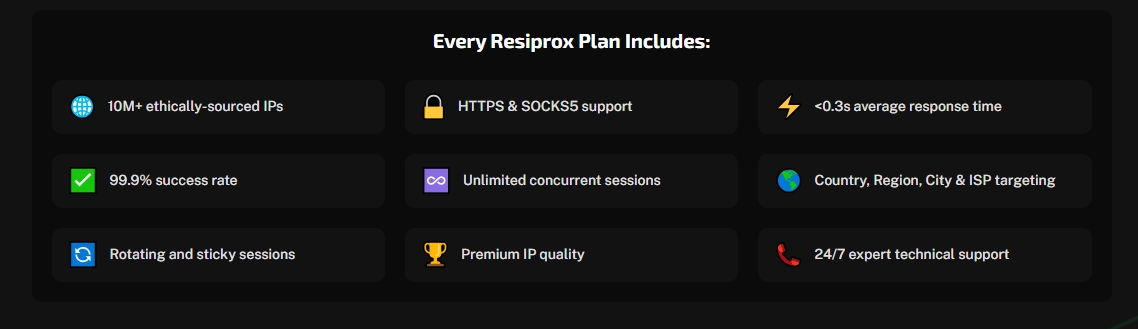 Every Resiprox Plan Includes:
10M+ ethically-sourced IPs
HTTPS & SOCKS5 support
<0.3s average response time
99.9% success rate
Unlimited concurrent sessions
Country, Region, City & ISP targeting
Rotating and sticky sessions
Premium IP quality
24/7 expert technical support